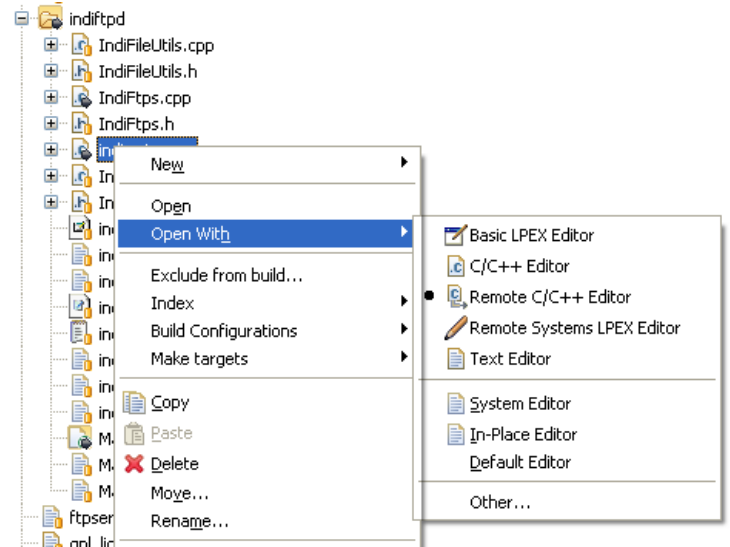 indiftpd
IndiFileUtils.cpp
IndiFileUtils.h
IndiFtps.cpp
IndiFtps.h
New
Open
Open With
Exclude from build...
Index
Build Configurations
Make targets
Copy
Paste
Delete
Move...
Rename...
Basic LPEX Editor
C/C++ Editor
Remote C/C++ Editor
Remote Systems LPEX Editor
Text Editor
System Editor
In-Place Editor
Default Editor
Other...